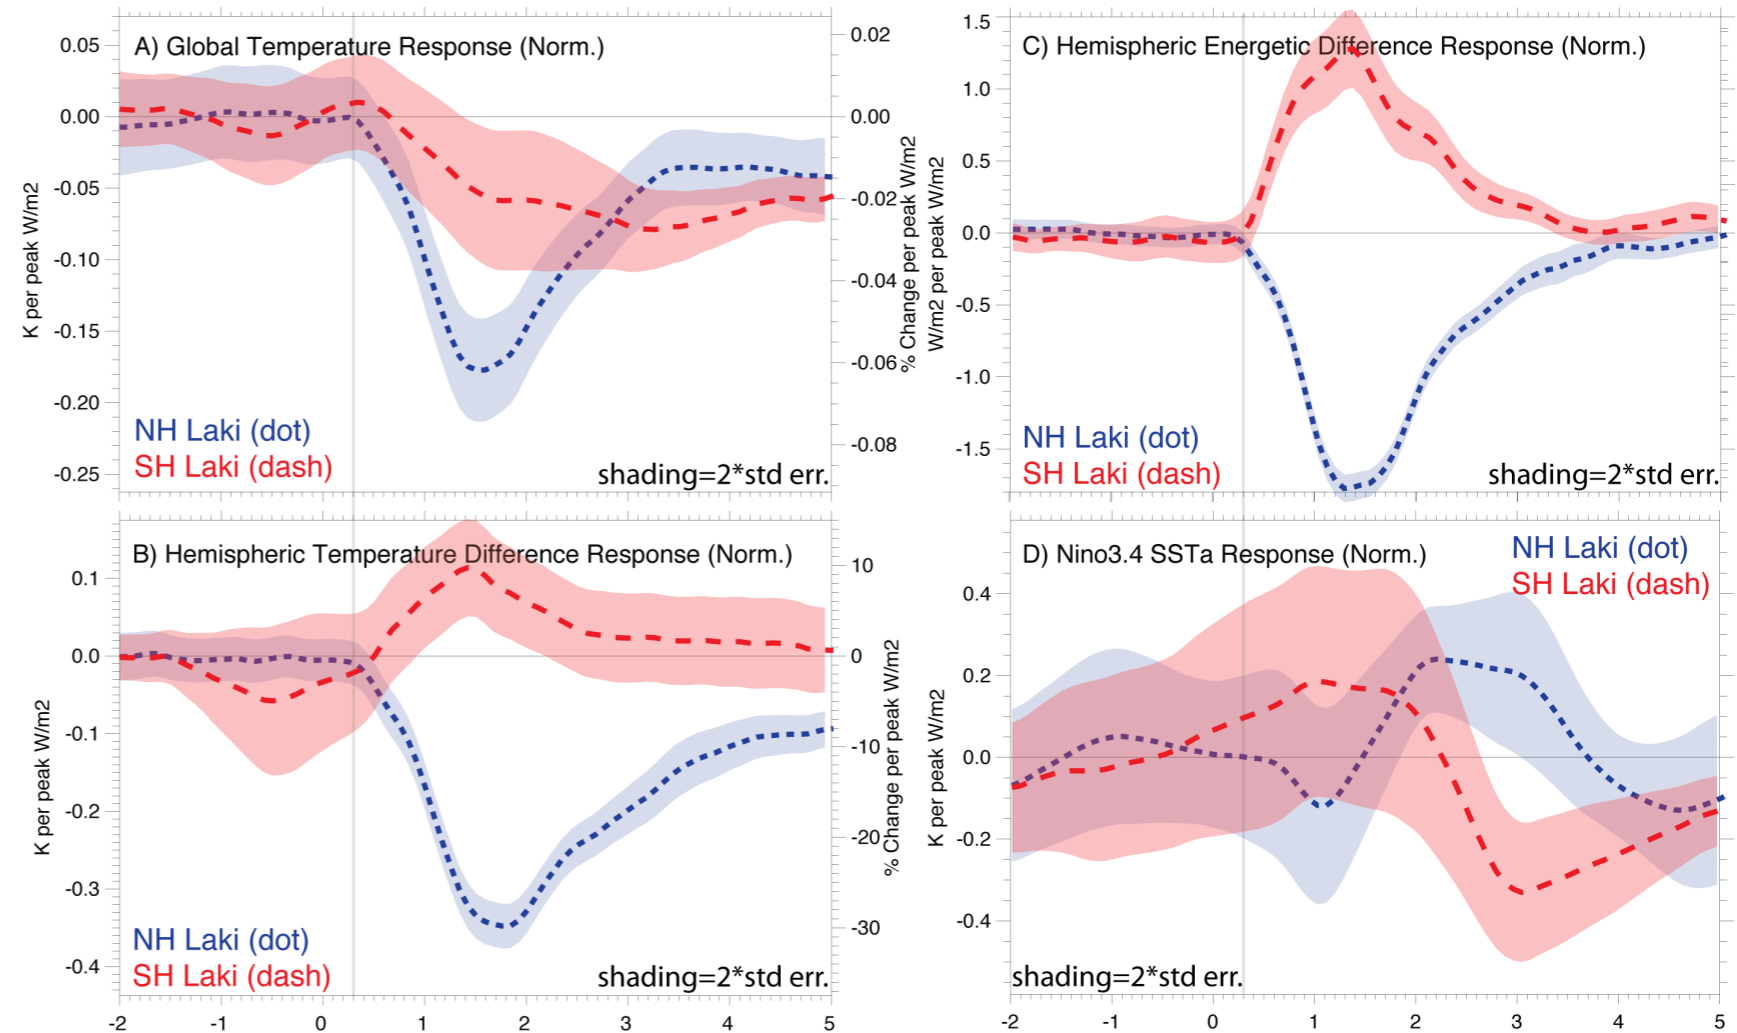 A) Global Temperature Response (Norm.)
0.05
0.00
-0.05
-0.10
-0.15
-0.20
-0.25
K per peak W/m2
0.02
0.00
-0.02
-0.04
-0.06
-0.08
% Change per peak W/m2
NH Laki (dot)
SH Laki (dash)
shading=2*std err.
C) Hemispheric Energetic Difference Response (Norm.)
1.5
1.0
0.5
0.0
-0.5
-1.0
-1.5
W/m2 per peak W/m2
NH Laki (dot)
SH Laki (dash)
shading=2*std err.
B) Hemispheric Temperature Difference Response (Norm.)
0.1
0.0
-0.1
-0.2
-0.3
-0.4
K per peak W/m2
10
0
-10
-20
-30
% Change per peak W/m2
NH Laki (dot)
SH Laki (dash)
shading=2*std err.
-2 -1 0 1 2 3 4 5
D) Nino3.4 SSTa Response (Norm.)
NH Laki (dot)
SH Laki (dash)
0.4
0.2
0.0
-0.2
-0.4
K per peak W/m2
shading=2*std err.
-2 -1 0 1 2 3 4 5